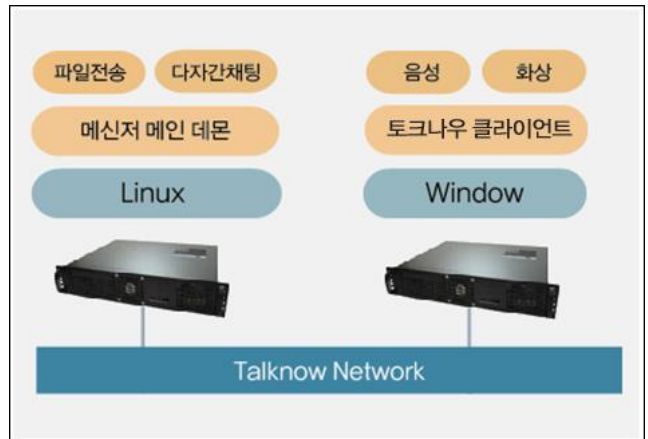 파일전송 다자간채팅 음성 화상
메신저 메인 데몬 토크나우 클라이언트
Linux Window
Talknow Network